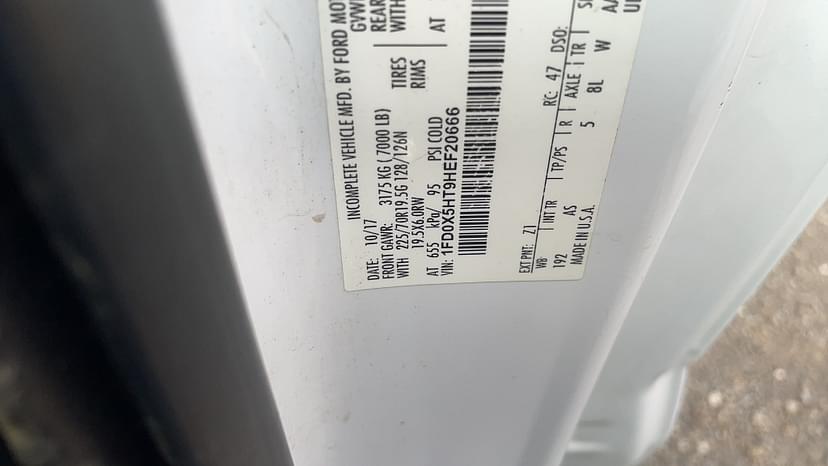 INCOMPLETE VEHICLE MFD. BY FORD MOT
DATE: 10/17 GVWR
FRONT GAWR: 3175 KG ( 7000 LB) REAR
WITH 225/70R19.5G 128/126N TIRES WITH
19.5X6.0RW RIMS
AT 655 kPa/ 95 PSI COLD AT
VIN: 1FD0X5HT9HEF20666
EXT PNT: Z1 RC: 47 DSO:
WB INT TR TP/PS R AXLE TR
192 AS 5 8L W
MADE IN U.S.A.